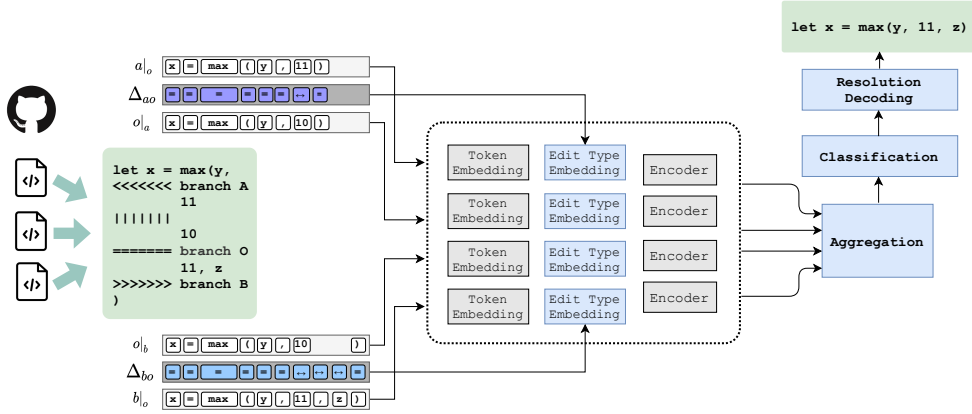 let x = max(y, 11, z)
a|ₒ x = max ( y , 11 )
Δₐₒ = = = = = = ↔ =
o|ₐ x = max ( y , 10 )
let x = max(y,
<<<<<<< branch A
11
|||||||
10
======= branch O
11, z
>>>>>>> branch B
)
o|_b x = max ( y , 10 )
Δ_bo = = = = = = ↔ ↔ ↔ =
b|ₒ x = max ( y , 11 , z )
Token Embedding
Edit Type Embedding
Encoder
Token Embedding
Edit Type Embedding
Encoder
Token Embedding
Edit Type Embedding
Encoder
Token Embedding
Edit Type Embedding
Encoder
Aggregation
Classification
Resolution
Decoding